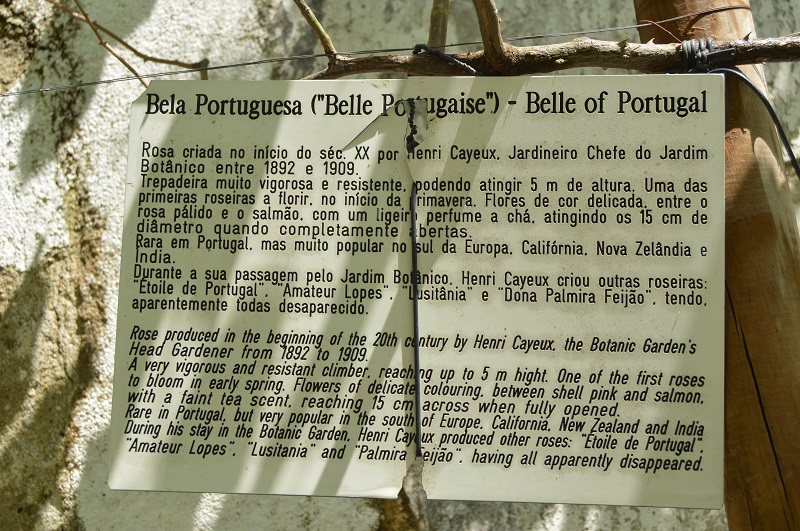 Bela Portuguesa ("Belle Portugaise") - Belle of Portugal
Rosa criada no início do séc. XX por Henri Cayeux, Jardineiro Chefe do Jardim
Botânico entre 1892 e 1909.
Trepadeira muito vigorosa e resistente, podendo atingir 5 m de altura. Uma das
primeiras roseiras a florir, no início da primavera. Flores de cor delicada, entre o
rosa pálido e o salmão, com um ligeiro perfume a chá, atingindo os 15 cm de
diâmetro quando completamente abertas.
Rara em Portugal, mas muito popular no sul da Europa, Califórnia, Nova Zelândia e
India.
Durante a sua passagem pelo Jardim Botânico, Henri Cayeux criou outras roseiras:
"Étoile de Portugal", "Amateur Lopes", "Lusitânia" e "Dona Palmira Feijão", tendo,
aparentemente todas desaparecido.
Rose produced in the beginning of the 20th century by Henri Cayeux, the Botanic Garden's
Head Gardener from 1892 to 1909.
A very vigorous and resistant climber, reaching up to 5 m hight. One of the first roses
to bloom in early spring. Flowers of delicate colouring, between shell pink and salmon,
with a faint tea scent, reaching 15 cm across when fully opened.
Rare in Portugal, but very popular in the south of Europe, California, New Zealand and India
During his stay in the Botanic Garden, Henri Cayeux produced other roses: "Étoile de Portugal",
"Amateur Lopes", "Lusitania" and "Palmira Feijão", having all apparently disappeared.